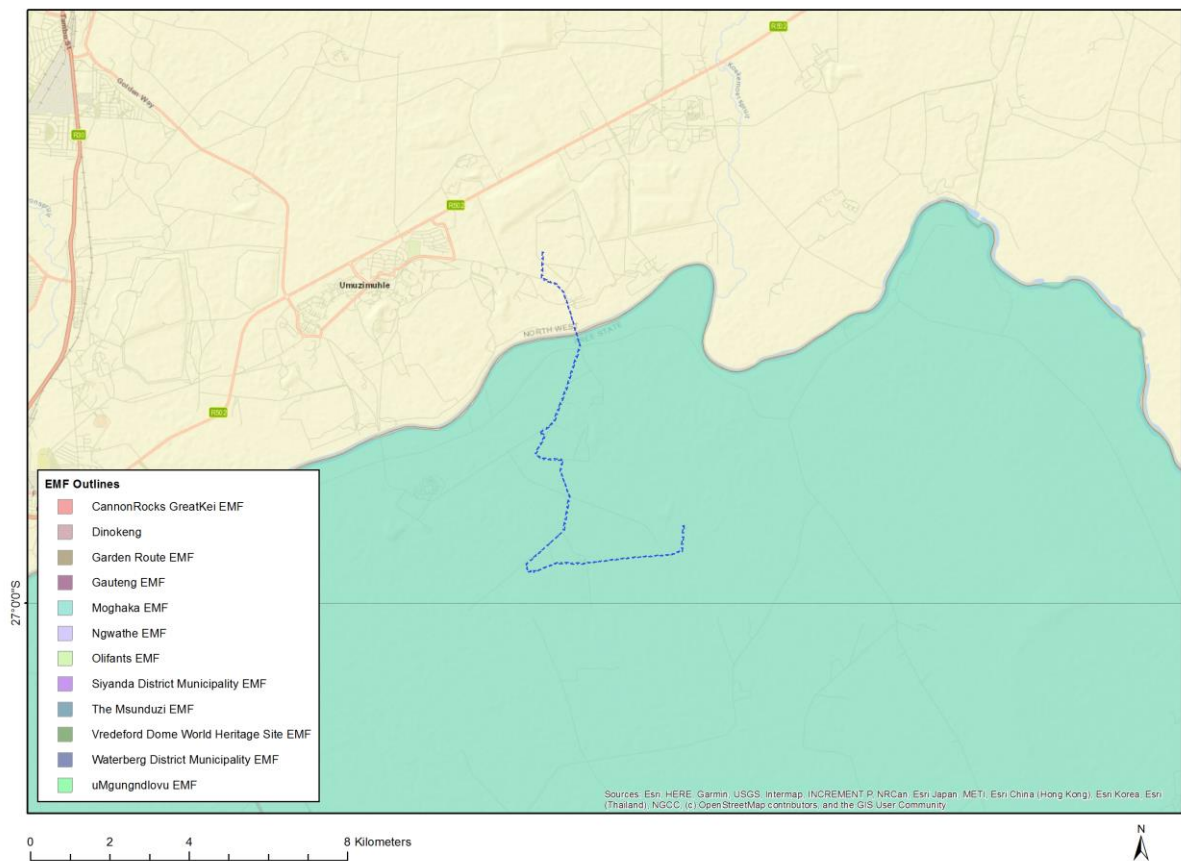 Tambo St
Golden Way
R502
Koekemoerspruit
R30
R502
Umuzimuhle
NORTH WEST
STATE
R502
EMF Outlines
CannonRocks GreatKei EMF
Dinokeng
Garden Route EMF
Gauteng EMF
Moghaka EMF
Ngwathe EMF
Olifants EMF
Siyanda District Municipality EMF
The Msunduzi EMF
Vredeford Dome World Heritage Site EMF
Waterberg District Municipality EMF
uMgungndlovu EMF
27°0'0"S
Sources: Esri, HERE, Garmin, USGS, Intermap, INCREMENT P, NRCan, Esri Japan, METI, Esri China (Hong Kong), Esri Korea, Esri
(Thailand), NGCC, (c) OpenStreetMap contributors, and the GIS User Community
0 2 4 8 Kilometers
N